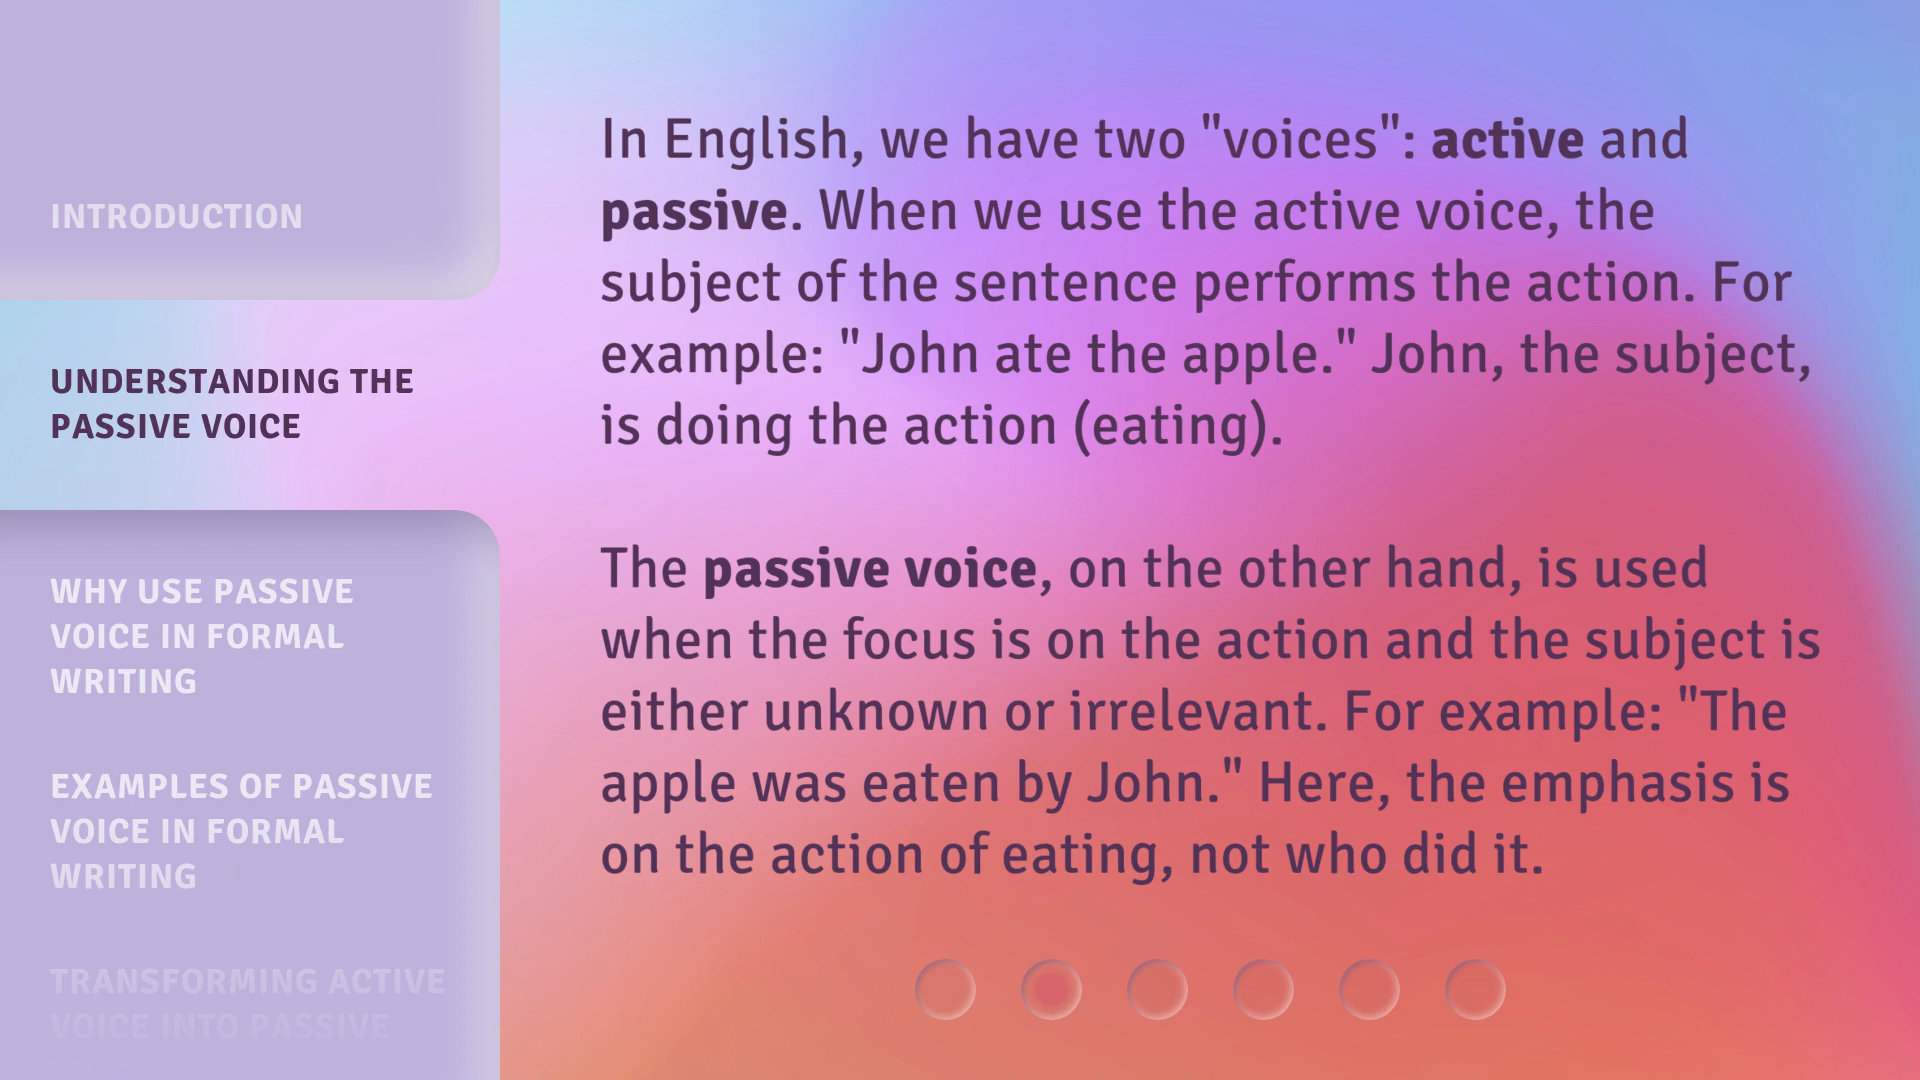 INTRODUCTION
UNDERSTANDING THE
PASSIVE VOICE
WHY USE PASSIVE
VOICE IN FORMAL
WRITING
EXAMPLES OF PASSIVE
VOICE IN FORMAL
WRITING
TRANSFORMING ACTIVE
VOICE INTO PASSIVE
In English, we have two "voices": active and
passive. When we use the active voice, the
subject of the sentence performs the action. For
example: "John ate the apple." John, the subject,
is doing the action (eating).
The passive voice, on the other hand, is used
when the focus is on the action and the subject is
either unknown or irrelevant. For example: "The
apple was eaten by John." Here, the emphasis is
on the action of eating, not who did it.